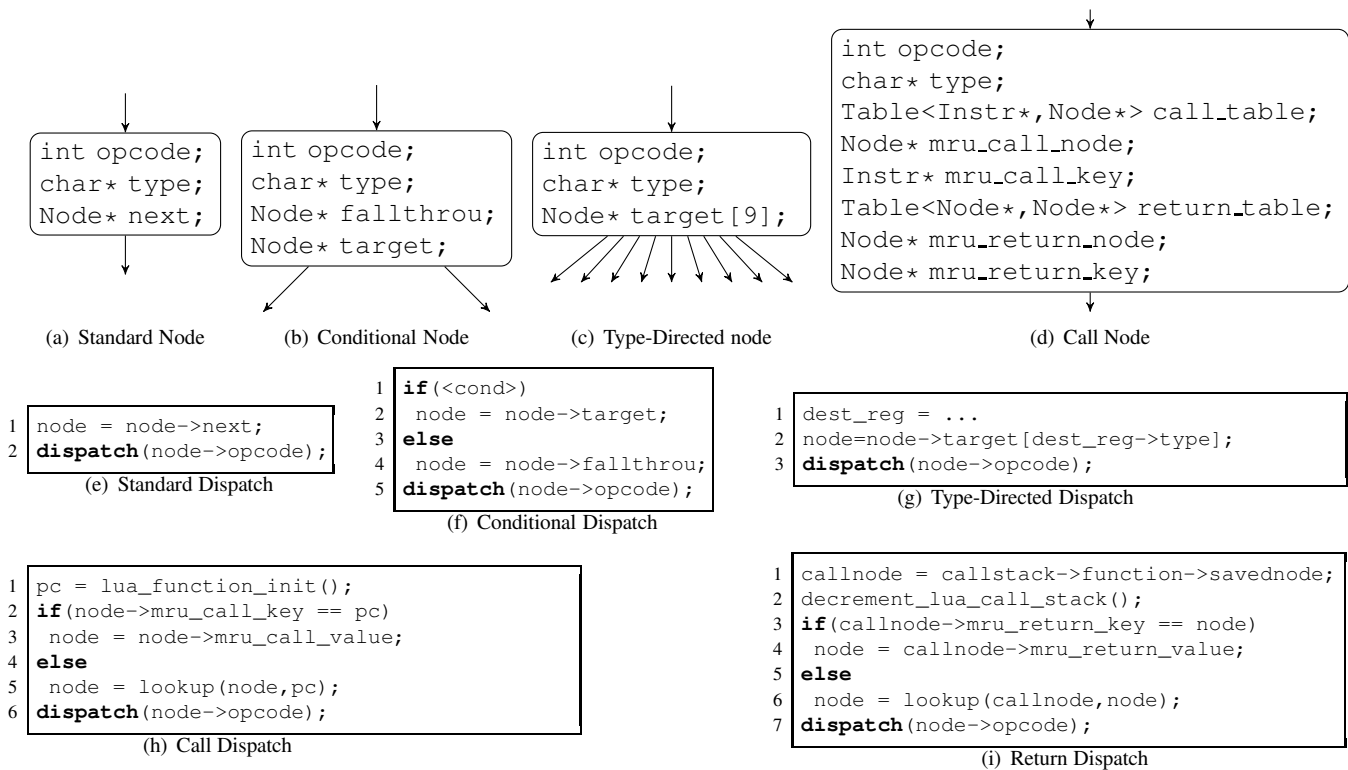 int opcode;
char* type;
Node* next;
(a) Standard Node
int opcode;
char* type;
Node* fallthrou;
Node* target;
(b) Conditional Node
int opcode;
char* type;
Node* target[9];
(c) Type-Directed node
int opcode;
char* type;
Table<Instr*,Node*> call_table;
Node* mru_call_node;
Instr* mru_call_key;
Table<Node*,Node*> return_table;
Node* mru_return_node;
Node* mru_return_key;
(d) Call Node
1 node = node->next;
2 dispatch(node->opcode);
(e) Standard Dispatch
1 if(<cond>)
2 node = node->target;
3 else
4 node = node->fallthrou;
5 dispatch(node->opcode);
(f) Conditional Dispatch
1 dest_reg = ...
2 node=node->target[dest_reg->type];
3 dispatch(node->opcode);
(g) Type-Directed Dispatch
1 pc = lua_function_init();
2 if(node->mru_call_key == pc)
3 node = node->mru_call_value;
4 else
5 node = lookup(node,pc);
6 dispatch(node->opcode);
(h) Call Dispatch
1 callnode = callstack->function->savednode;
2 decrement_lua_call_stack();
3 if(callnode->mru_return_key == node)
4 node = callnode->mru_return_value;
5 else
6 node = lookup(callnode,node);
7 dispatch(node->opcode);
(i) Return Dispatch